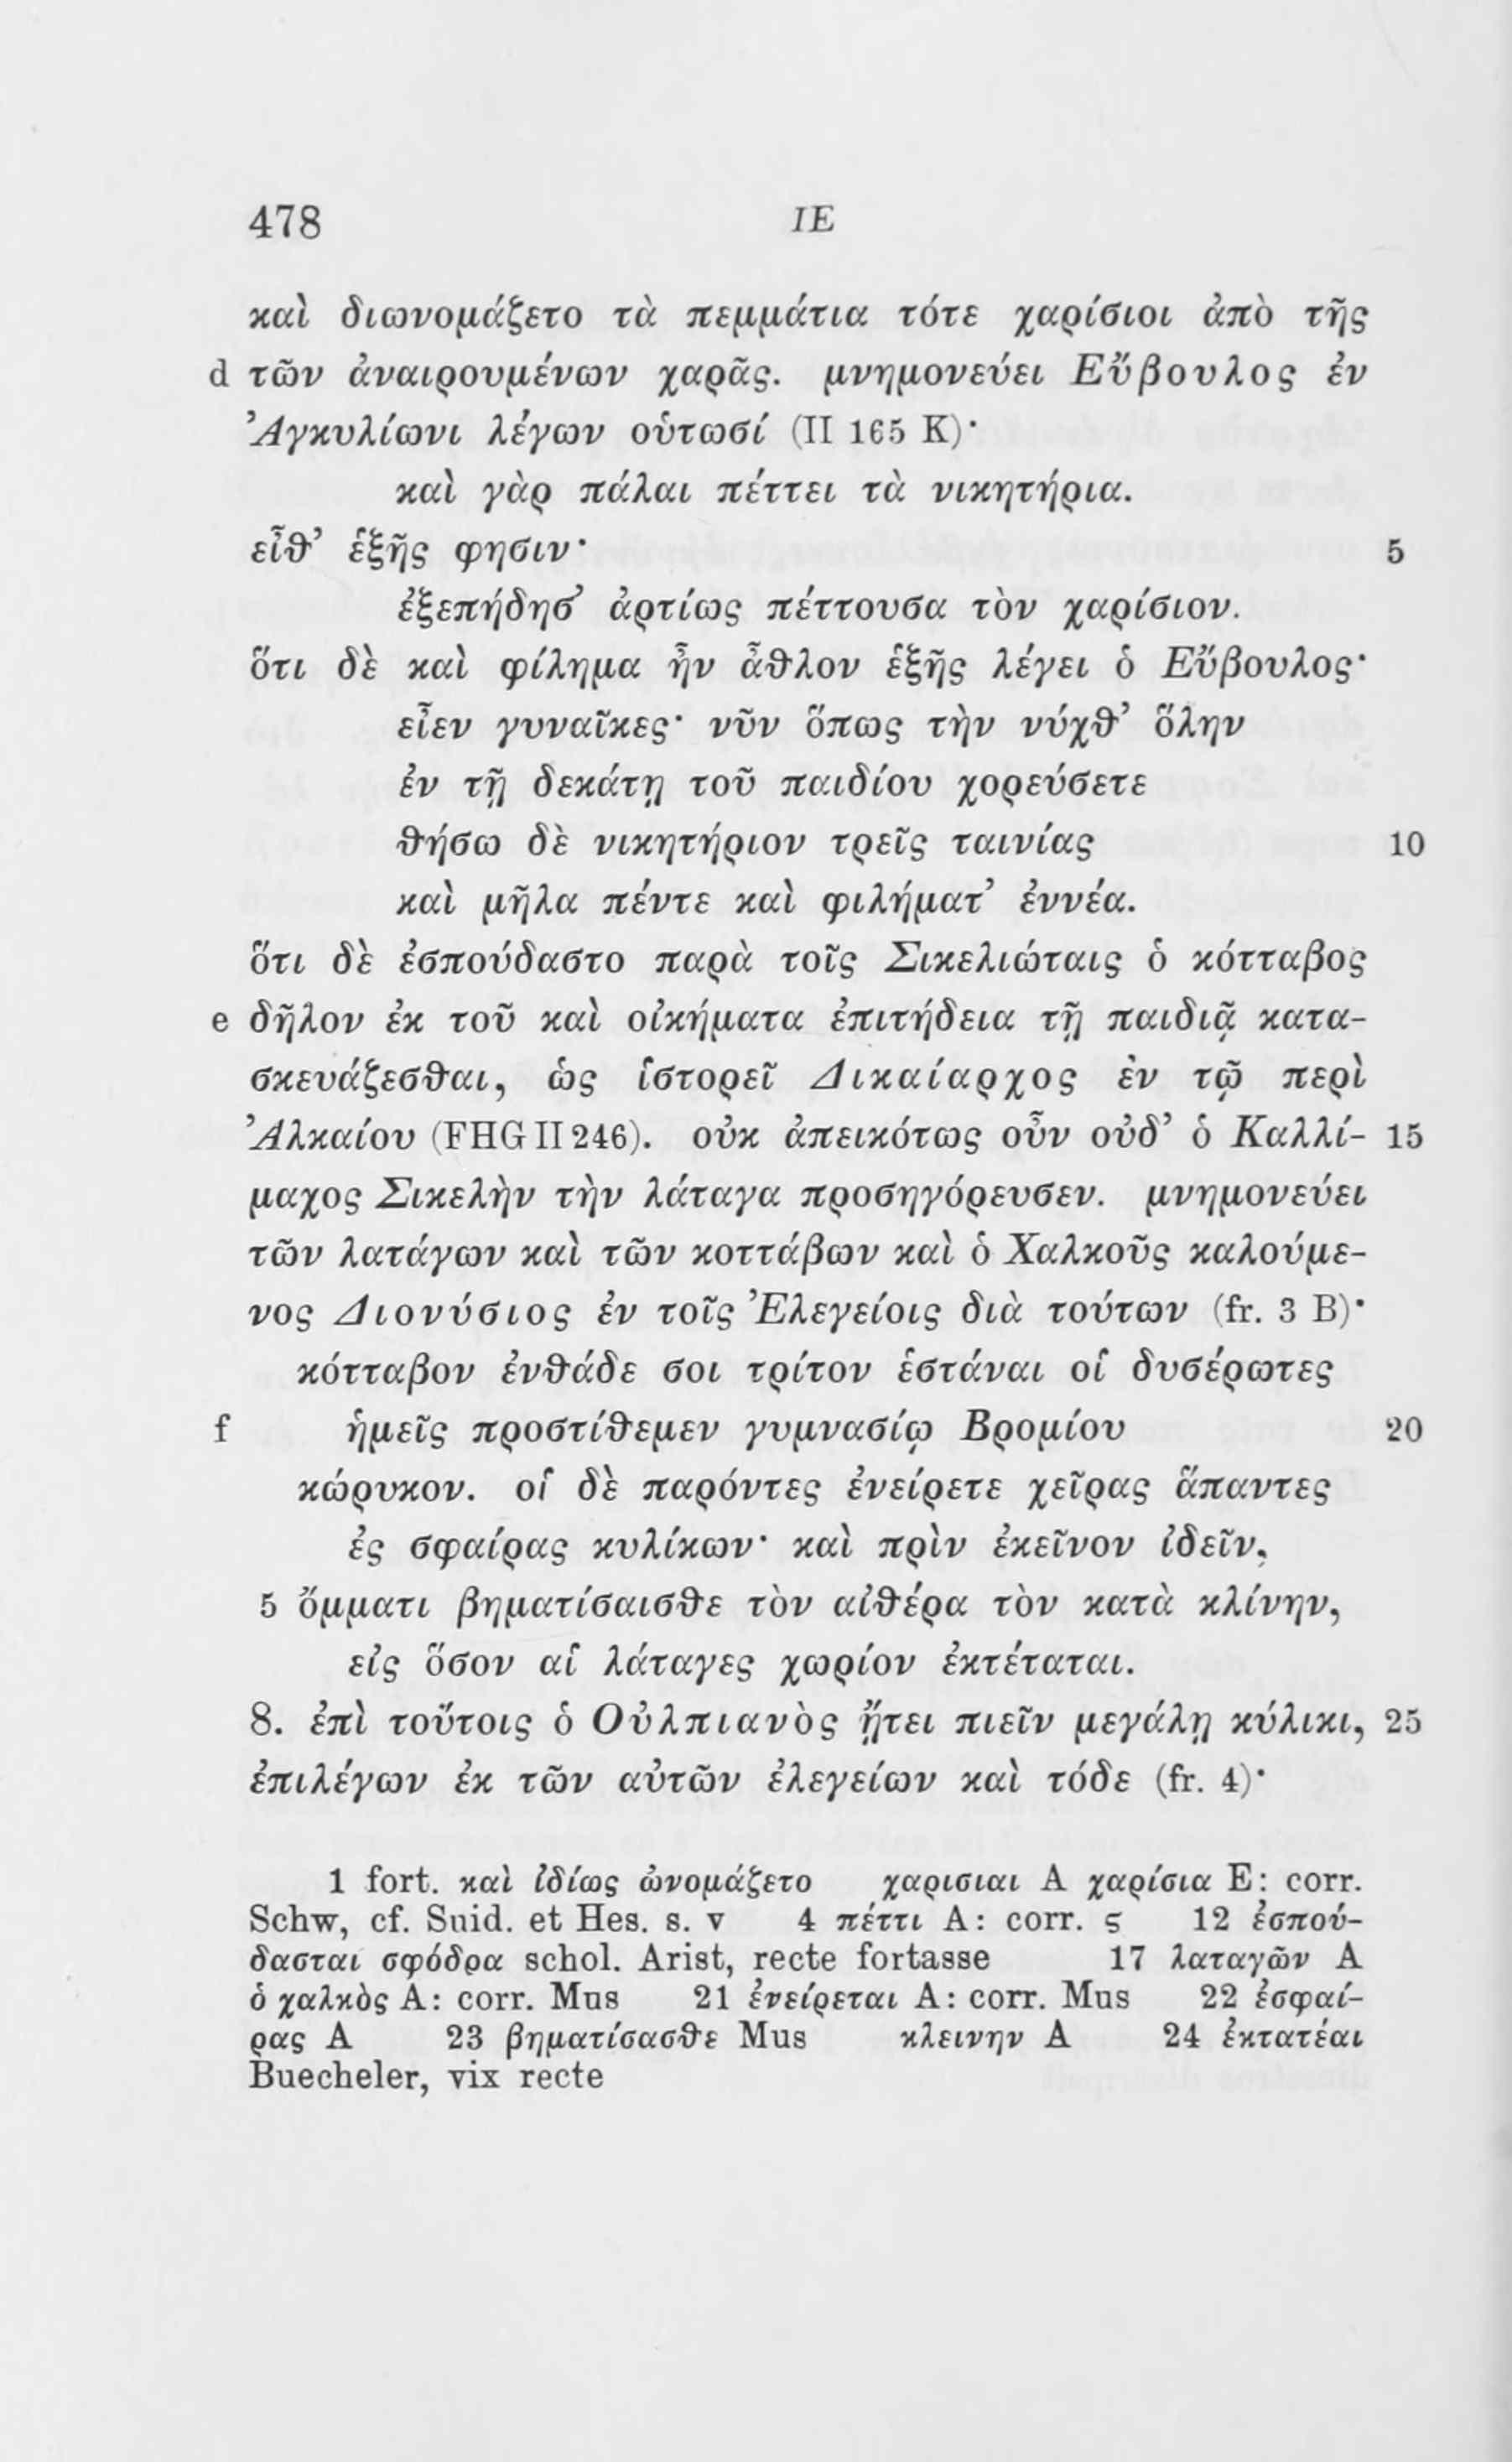 478 ΙΕ
καὶ διωνομάζετο τὰ πεμμάτια τότε χαρίσιοι ἀπὸ τῆς
d τῶν ἀναιρουμένων χαρᾶς. μνημονεύει Εὔβουλος ἐν
Ἀγκυλίωνι λέγων οὑτωσί (II 165 K)·
καὶ γὰρ πάλαι πέττει τὰ νικητήρια.
εἶθ’ ἑξῆς φησιν· 5
ἐξεπήδησ’ ἀρτίως πέττουσα τὸν χαρίσιον.
ὅτι δὲ καὶ φίλημα ἦν ἆθλον ἑξῆς λέγει ὁ Εὔβουλος·
εἶεν γυναῖκες· νῦν ὅπως τὴν νύχθ’ ὅλην
ἐν τῇ δεκάτῃ τοῦ παιδίου χορεύσετε
θήσω δὲ νικητήριον τρεῖς ταινίας 10
καὶ μῆλα πέντε καὶ φιλήματ’ ἐννέα.
ὅτι δὲ ἐσπούδαστο παρὰ τοῖς Σικελιώταις ὁ κότταβος
e δῆλον ἐκ τοῦ καὶ οἰκήματα ἐπιτήδεια τῇ παιδιᾷ κατα-
σκευάζεσθαι, ὡς ἱστορεῖ Δικαίαρχος ἐν τῷ περὶ
Ἀλκαίου (FHG II 246). οὐκ ἀπεικότως οὖν οὐδ’ ὁ Καλλί- 15
μαχος Σικελὴν τὴν λάταγα προσηγόρευσεν. μνημονεύει
τῶν λατάγων καὶ τῶν κοττάβων καὶ ὁ Χαλκοῦς καλούμε-
νος Διονύσιος ἐν τοῖς Ἐλεγείοις διὰ τούτων (fr. 3 B)·
κότταβον ἐνθάδε σοι τρίτον ἑστάναι οἱ δυσέρωτες
f ἡμεῖς προστίθεμεν γυμνασίῳ Βρομίου 20
κώρυκον. οἱ δὲ παρόντες ἐνείρετε χεῖρας ἅπαντες
ἐς σφαίρας κυλίκων· καὶ πρὶν ἐκεῖνον ἰδεῖν,
5 ὄμματι βηματίσαισθε τὸν αἰθέρα τὸν κατὰ κλίνην,
εἰς ὅσον αἱ λάταγες χωρίον ἐκτέταται.
8. ἐπὶ τούτοις ὁ Οὐλπιανὸς ᾔτει πιεῖν μεγάλῃ κύλικι, 25
ἐπιλέγων ἐκ τῶν αὐτῶν ἐλεγείων καὶ τόδε (fr. 4)·
1 fort. καὶ ἰδίως ὠνομάζετο χαρισιαι A χαρίσια E: corr.
Schw, cf. Suid. et Hes. s. v 4 πέττι A: corr. ς 12 ἐσπού-
δασται σφόδρα schol. Arist, recte fortasse 17 λαταγῶν A
ὁ χαλκὸς A: corr. Mus 21 ἐνείρεται A: corr. Mus 22 ἐσφαί-
ρας A 23 βηματίσασθε Mus κλεινην A 24 ἐκτατέαι
Buecheler, vix recte